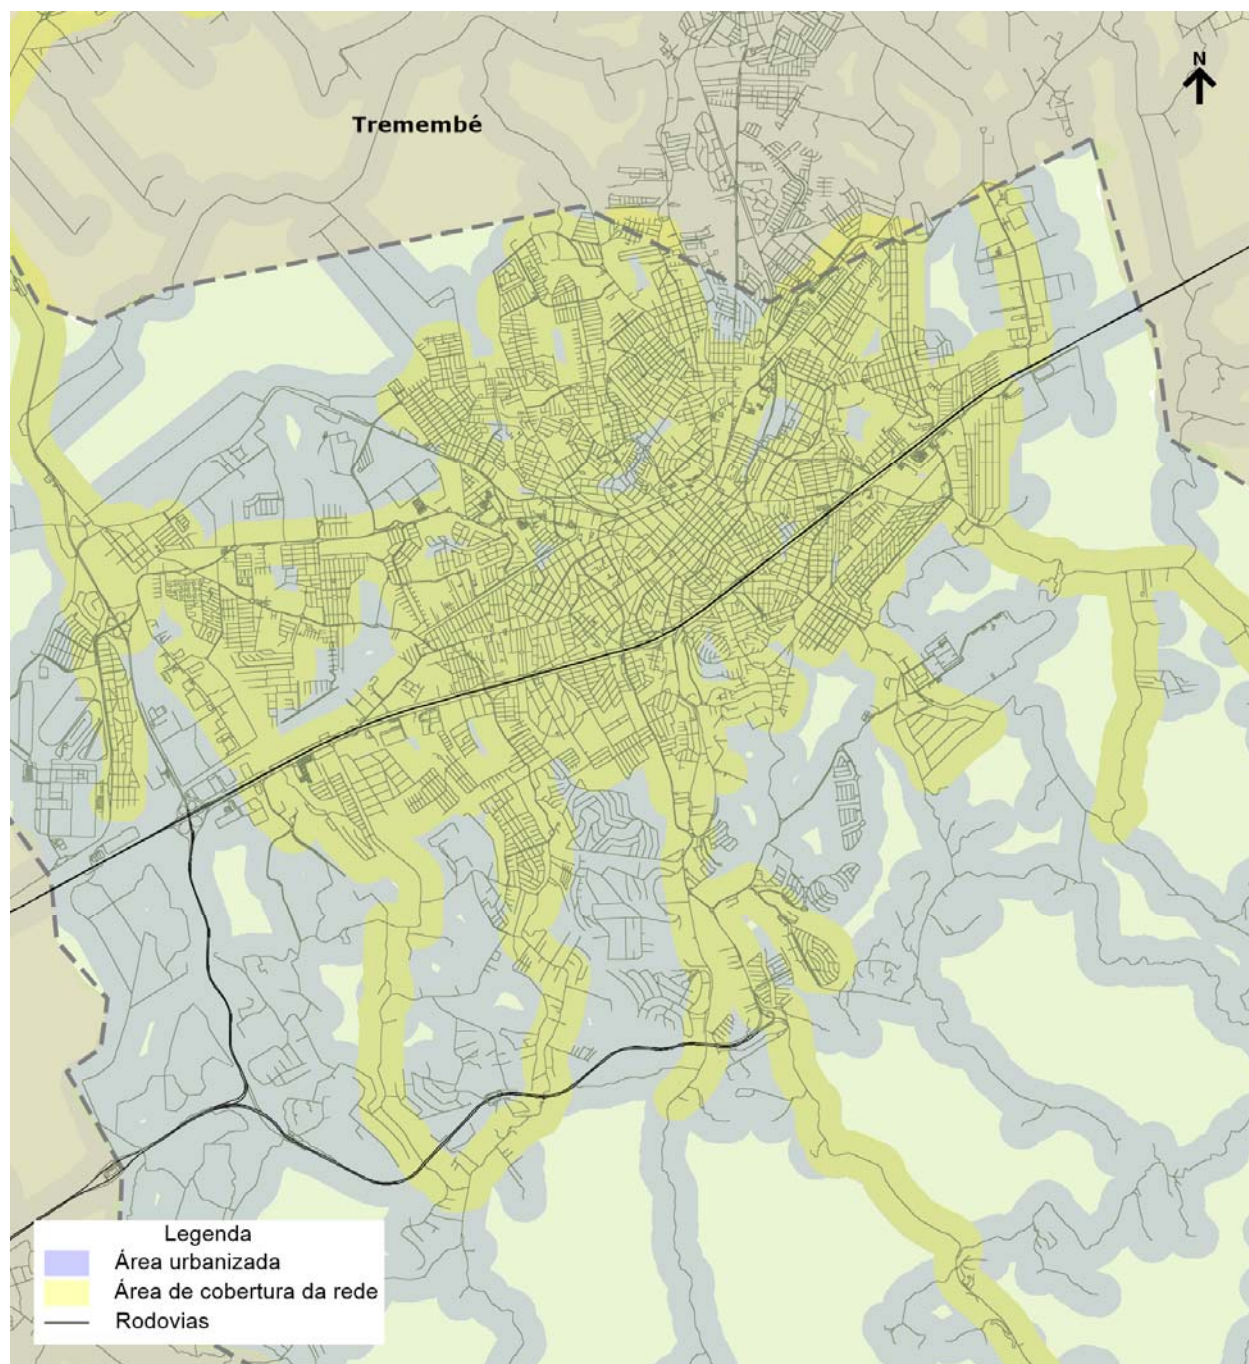 N
Tremembé
Legenda
Área urbanizada
Área de cobertura da rede
Rodovias